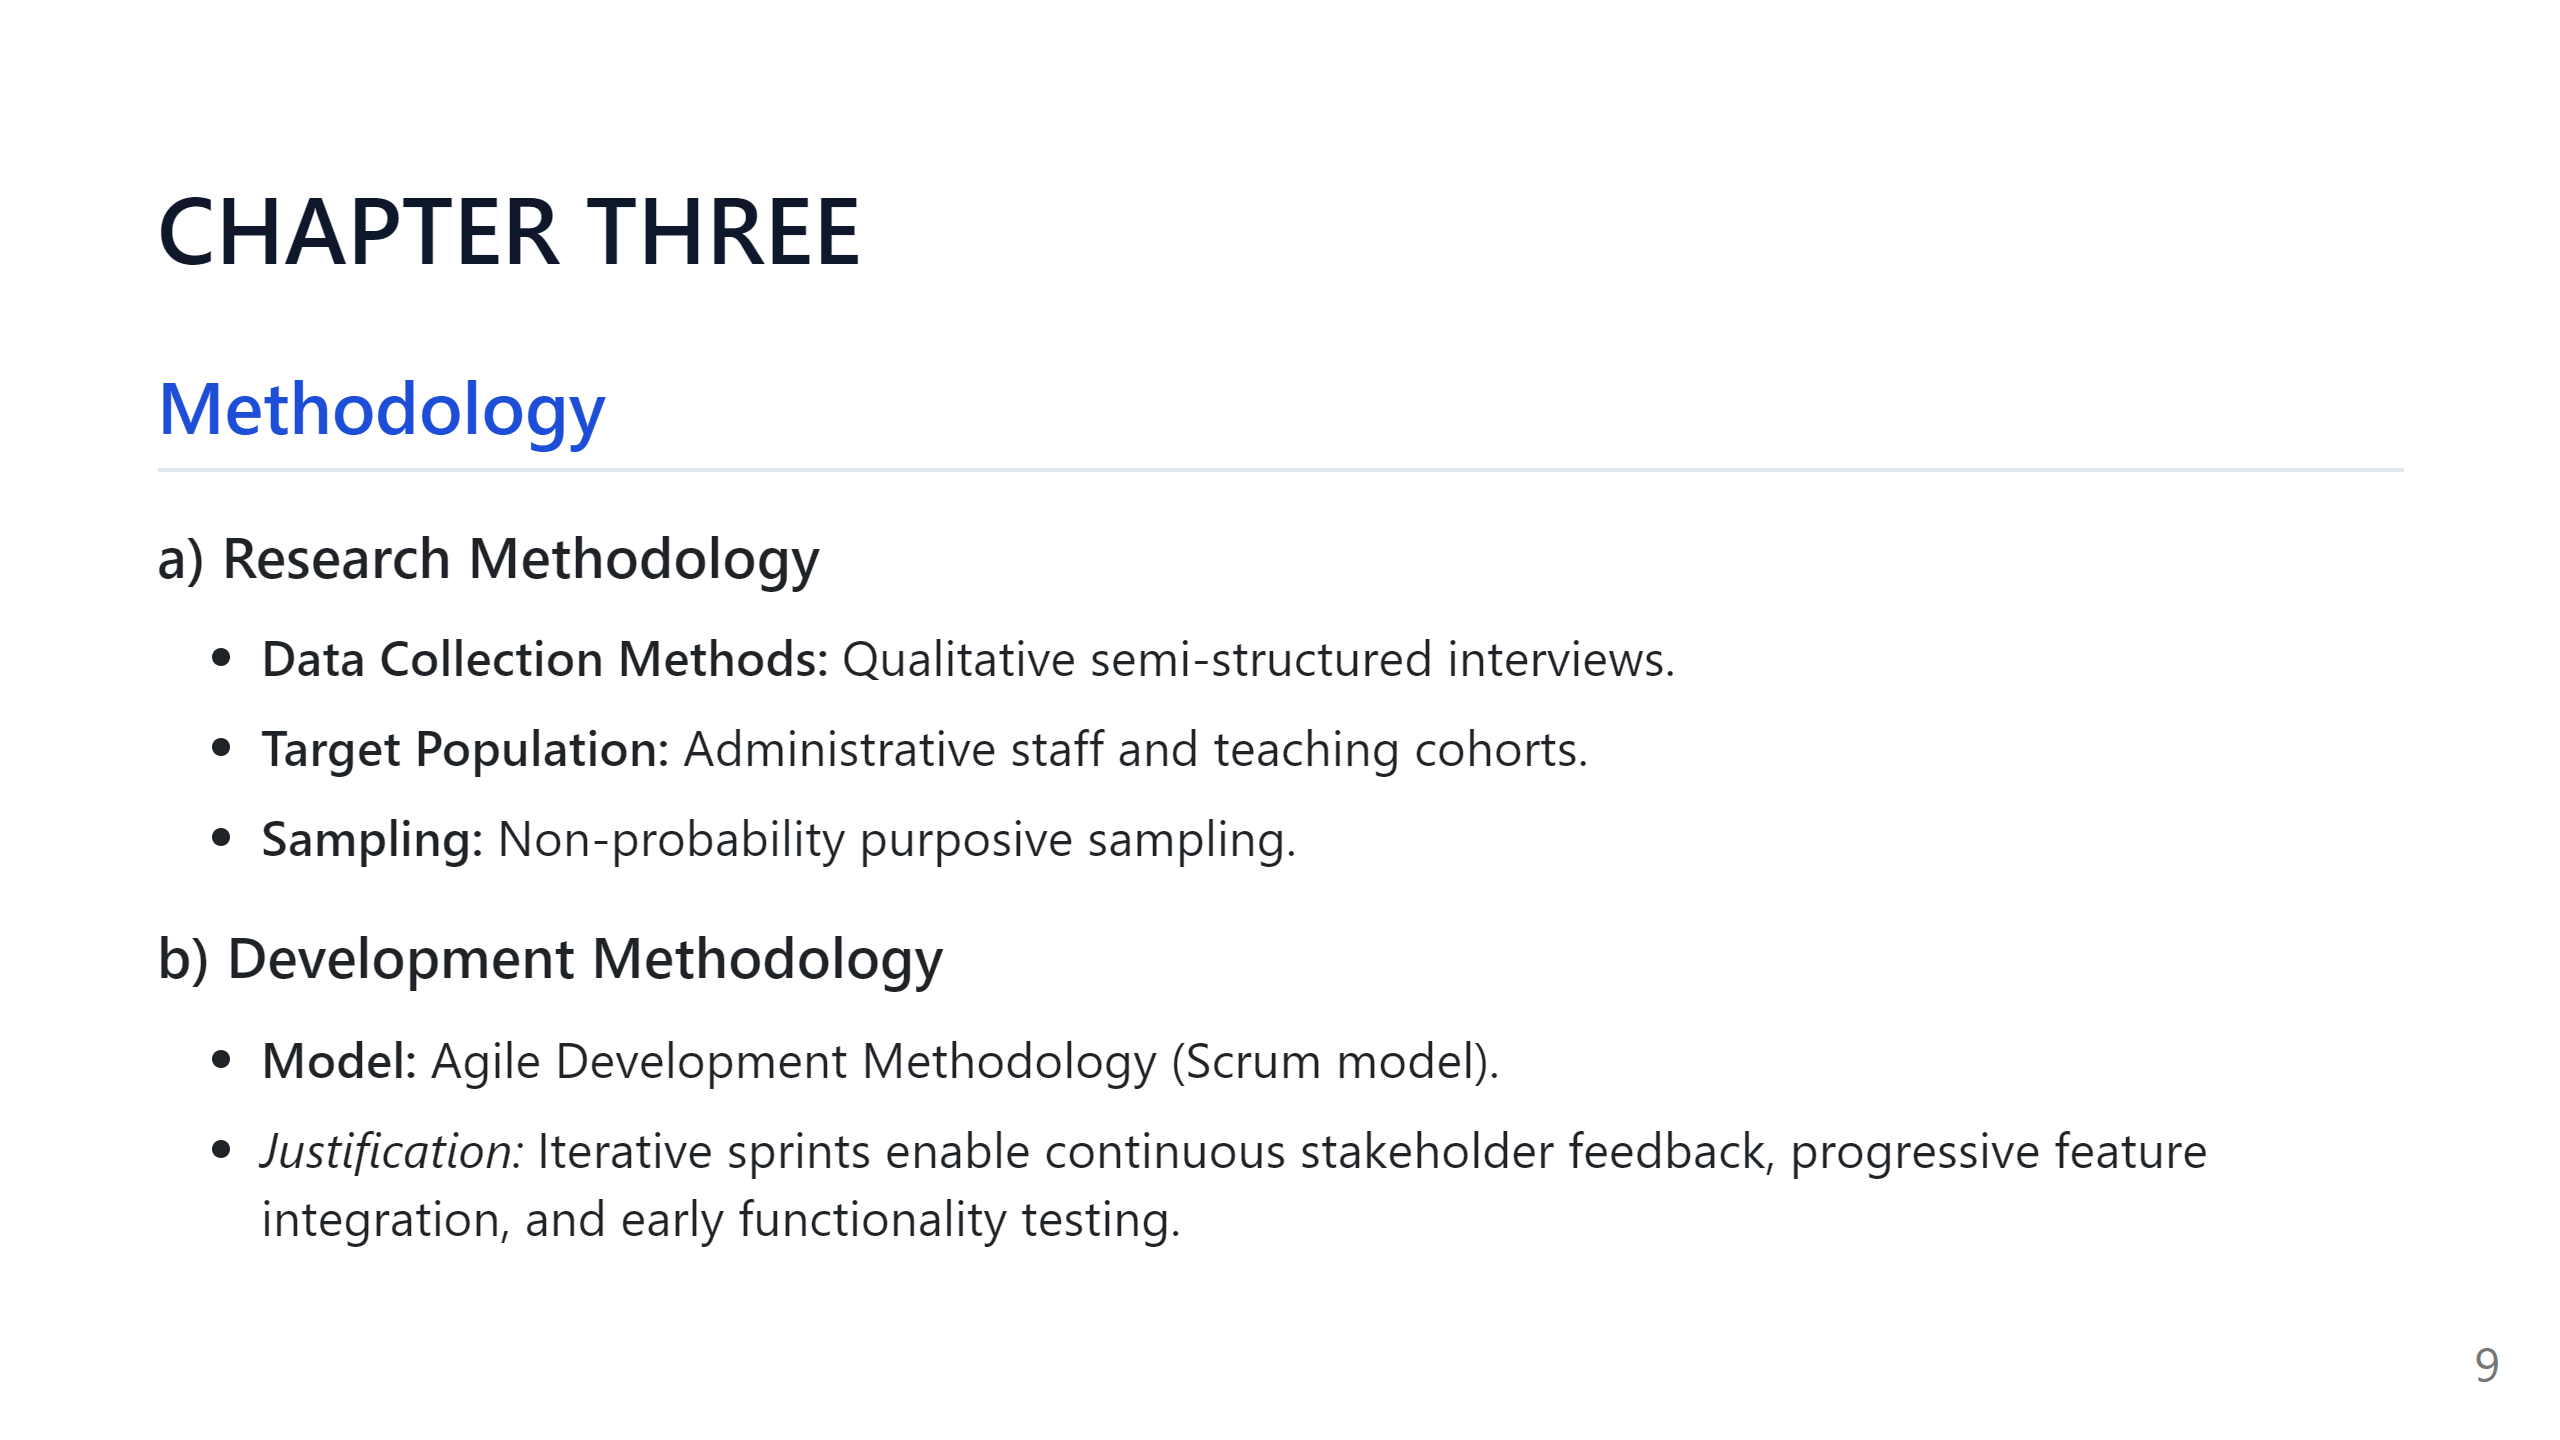 CHAPTER THREE
Methodology
a) Research Methodology
• Data Collection Methods: Qualitative semi-structured interviews.
• Target Population: Administrative staff and teaching cohorts.
• Sampling: Non-probability purposive sampling.
b) Development Methodology
• Model: Agile Development Methodology (Scrum model).
• Justification: Iterative sprints enable continuous stakeholder feedback, progressive feature
integration, and early functionality testing.
9